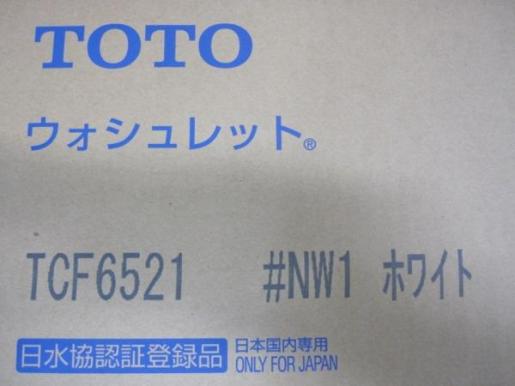 TOTO
ウォシュレット®
TCF6521 #NW1 ホワイト
日水協認証登録品 日本国内専用
ONLY FOR JAPAN